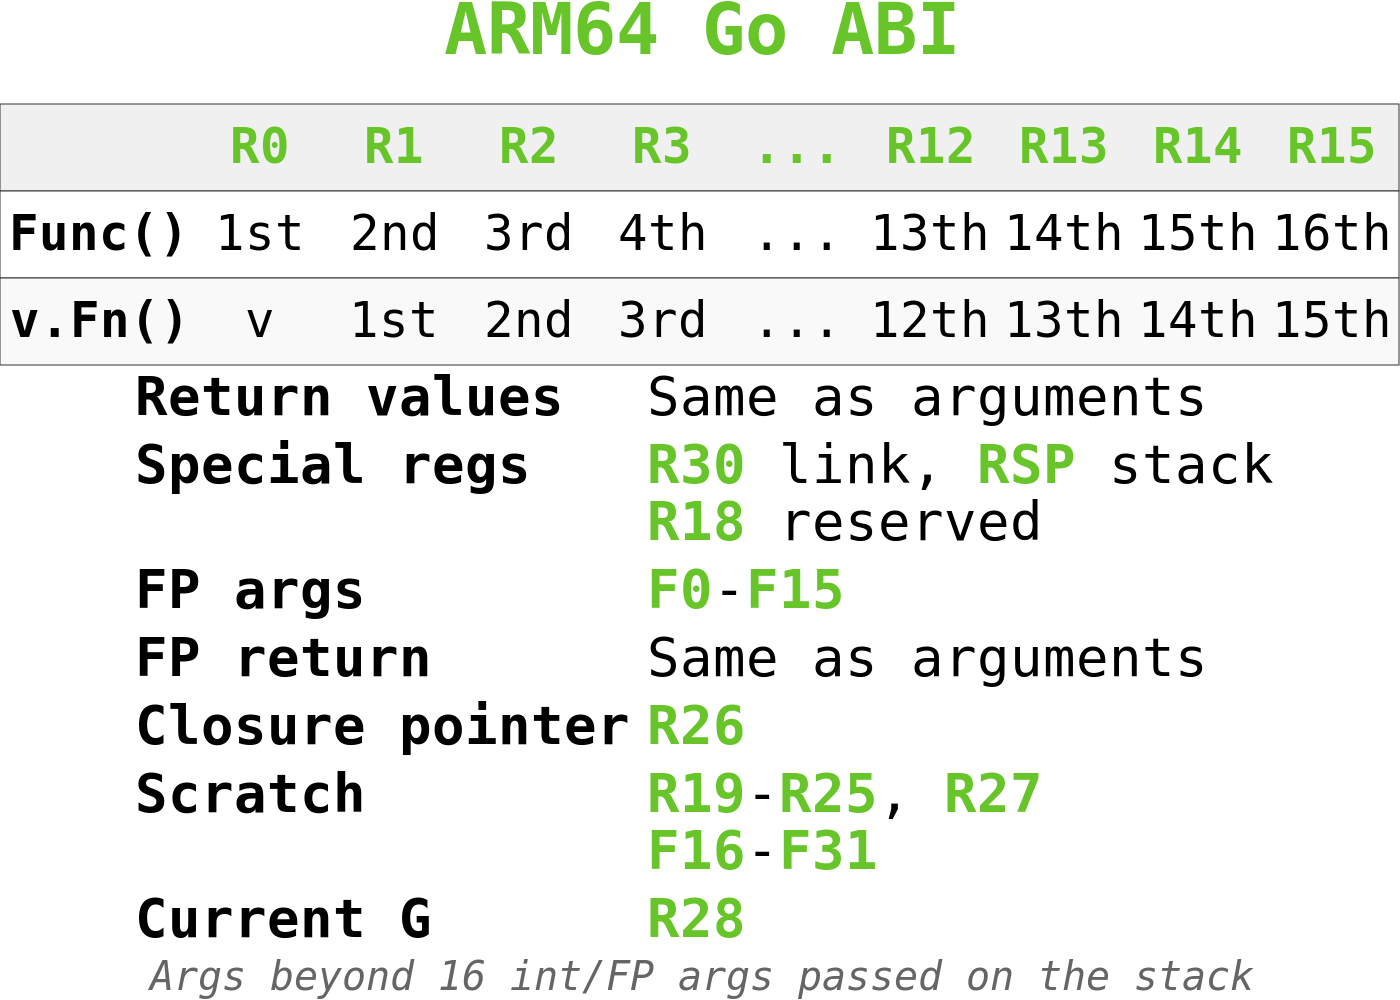 ARM64 Go ABI
R0 R1 R2 R3 ... R12 R13 R14 R15
Func() 1st 2nd 3rd 4th ... 13th 14th 15th 16th
v.Fn() v 1st 2nd 3rd ... 12th 13th 14th 15th
Return values Same as arguments
Special regs R30 link, RSP stack
R18 reserved
FP args F0-F15
FP return Same as arguments
Closure pointer R26
Scratch R19-R25, R27
F16-F31
Current G R28
Args beyond 16 int/FP args passed on the stack